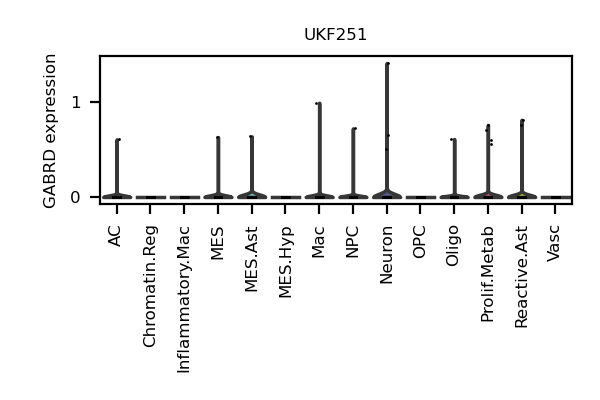 UKF251
GABRD expression
1
0
AC
Chromatin.Reg
Inflammatory.Mac
MES
MES.Ast
MES.Hyp
Mac
NPC
Neuron
OPC
Oligo
Prolif.Metab
Reactive.Ast
Vasc